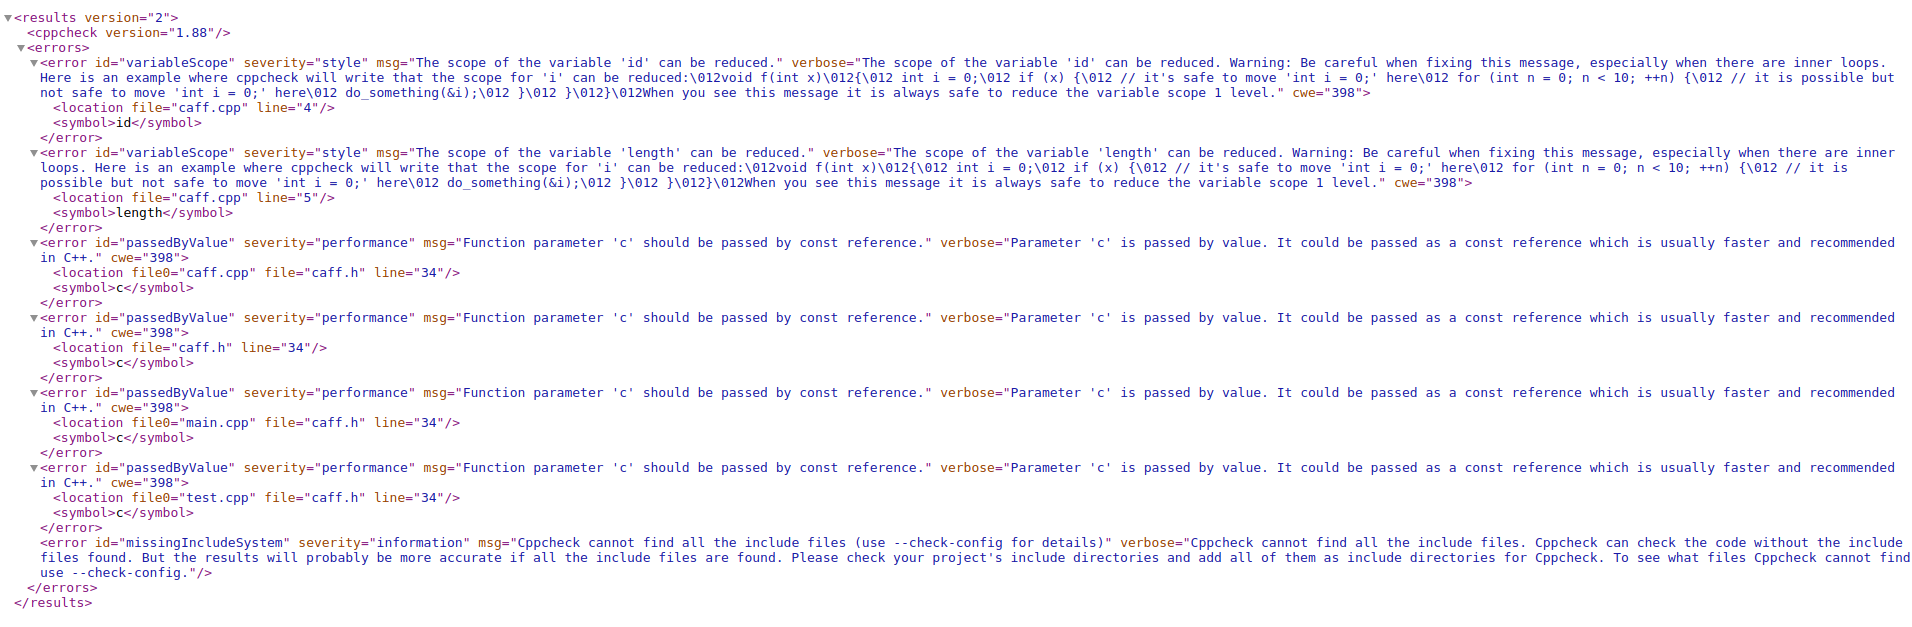 ▼<results version="2">
<cppcheck version="1.88"/>
▼<errors>
▼<error id="variableScope" severity="style" msg="The scope of the variable 'id' can be reduced." verbose="The scope of the variable 'id' can be reduced. Warning: Be careful when fixing this message, especially when there are inner loops.
Here is an example where cppcheck will write that the scope for 'i' can be reduced:\012void f(int x)\012{\012 int i = 0;\012 if (x) {\012 // it's safe to move 'int i = 0;' here\012 for (int n = 0; n < 10; ++n) {\012 // it is possible but
not safe to move 'int i = 0;' here\012 do_something(&i);\012 }\012 }\012}\012When you see this message it is always safe to reduce the variable scope 1 level." cwe="398">
<location file="caff.cpp" line="4"/>
<symbol>id</symbol>
</error>
▼<error id="variableScope" severity="style" msg="The scope of the variable 'length' can be reduced." verbose="The scope of the variable 'length' can be reduced. Warning: Be careful when fixing this message, especially when there are inner
loops. Here is an example where cppcheck will write that the scope for 'i' can be reduced:\012void f(int x)\012{\012 int i = 0;\012 if (x) {\012 // it's safe to move 'int i = 0;' here\012 for (int n = 0; n < 10; ++n) {\012 // it is
possible but not safe to move 'int i = 0;' here\012 do_something(&i);\012 }\012 }\012}\012When you see this message it is always safe to reduce the variable scope 1 level." cwe="398">
<location file="caff.cpp" line="5"/>
<symbol>length</symbol>
</error>
▼<error id="passedByValue" severity="performance" msg="Function parameter 'c' should be passed by const reference." verbose="Parameter 'c' is passed by value. It could be passed as a const reference which is usually faster and recommended
in C++." cwe="398">
<location file0="caff.cpp" file="caff.h" line="34"/>
<symbol>c</symbol>
</error>
▼<error id="passedByValue" severity="performance" msg="Function parameter 'c' should be passed by const reference." verbose="Parameter 'c' is passed by value. It could be passed as a const reference which is usually faster and recommended
in C++." cwe="398">
<location file="caff.h" line="34"/>
<symbol>c</symbol>
</error>
▼<error id="passedByValue" severity="performance" msg="Function parameter 'c' should be passed by const reference." verbose="Parameter 'c' is passed by value. It could be passed as a const reference which is usually faster and recommended
in C++." cwe="398">
<location file0="main.cpp" file="caff.h" line="34"/>
<symbol>c</symbol>
</error>
▼<error id="passedByValue" severity="performance" msg="Function parameter 'c' should be passed by const reference." verbose="Parameter 'c' is passed by value. It could be passed as a const reference which is usually faster and recommended
in C++." cwe="398">
<location file0="test.cpp" file="caff.h" line="34"/>
<symbol>c</symbol>
</error>
<error id="missingIncludeSystem" severity="information" msg="Cppcheck cannot find all the include files (use --check-config for details)" verbose="Cppcheck cannot find all the include files. Cppcheck can check the code without the include
files found. But the results will probably be more accurate if all the include files are found. Please check your project's include directories and add all of them as include directories for Cppcheck. To see what files Cppcheck cannot find
use --check-config."/>
</errors>
</results>